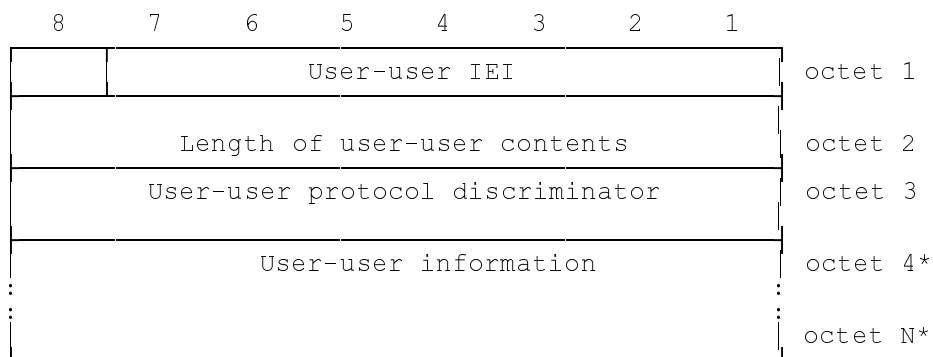 8 7 6 5 4 3 2 1
User-user IEI octet 1
Length of user-user contents octet 2
User-user protocol discriminator octet 3
User-user information octet 4*
: :
: :
octet N*